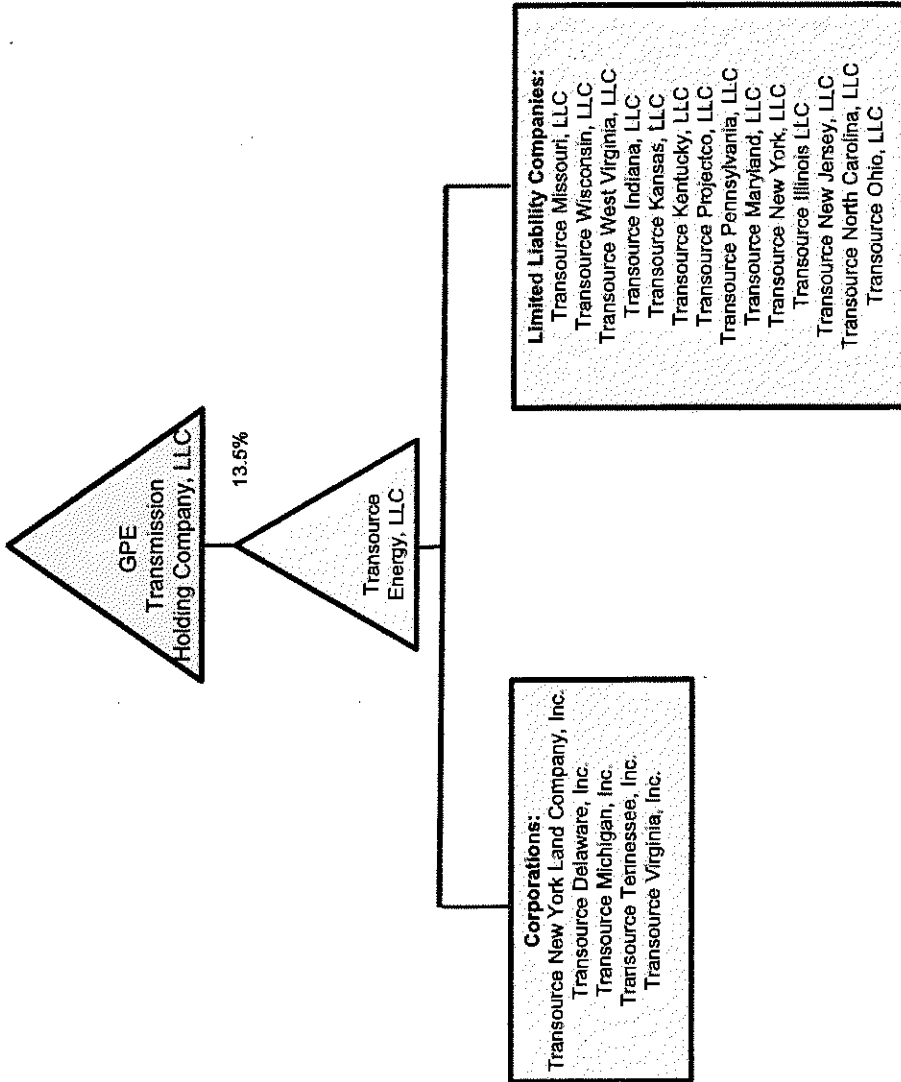 GPE
Transmission
Holding Company, LLC
13.5%
Transource
Energy, LLC
Corporations:
Transource New York Land Company, Inc.
Transource Delaware, Inc.
Transource Michigan, Inc.
Transource Tennessee, Inc.
Transource Virginia, Inc.
Limited Liability Companies:
Transource Missouri, LLC
Transource Wisconsin, LLC
Transource West Virginia, LLC
Transource Indiana, LLC
Transource Kansas, LLC
Transource Kentucky, LLC
Transource Projectco, LLC
Transource Pennsylvania, LLC
Transource Maryland, LLC
Transource New York, LLC
Transource Illinois LLC
Transource New Jersey, LLC
Transource North Carolina, LLC
Transource Ohio, LLC